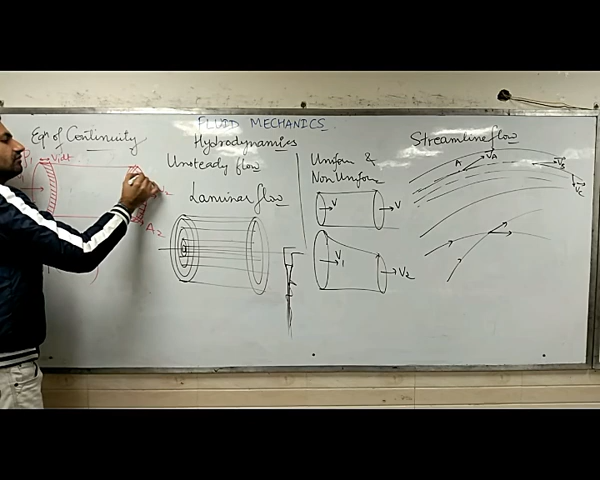 FLUID MECHANICS
Eqⁿ of Continuity
Hydrodynamics
Streamline flow
V₁Δt
Unsteady flow
Uniform &
Non Uniform
Laminar flow
A
VA
VB
VC
V
V
A₂
V₁
V₂